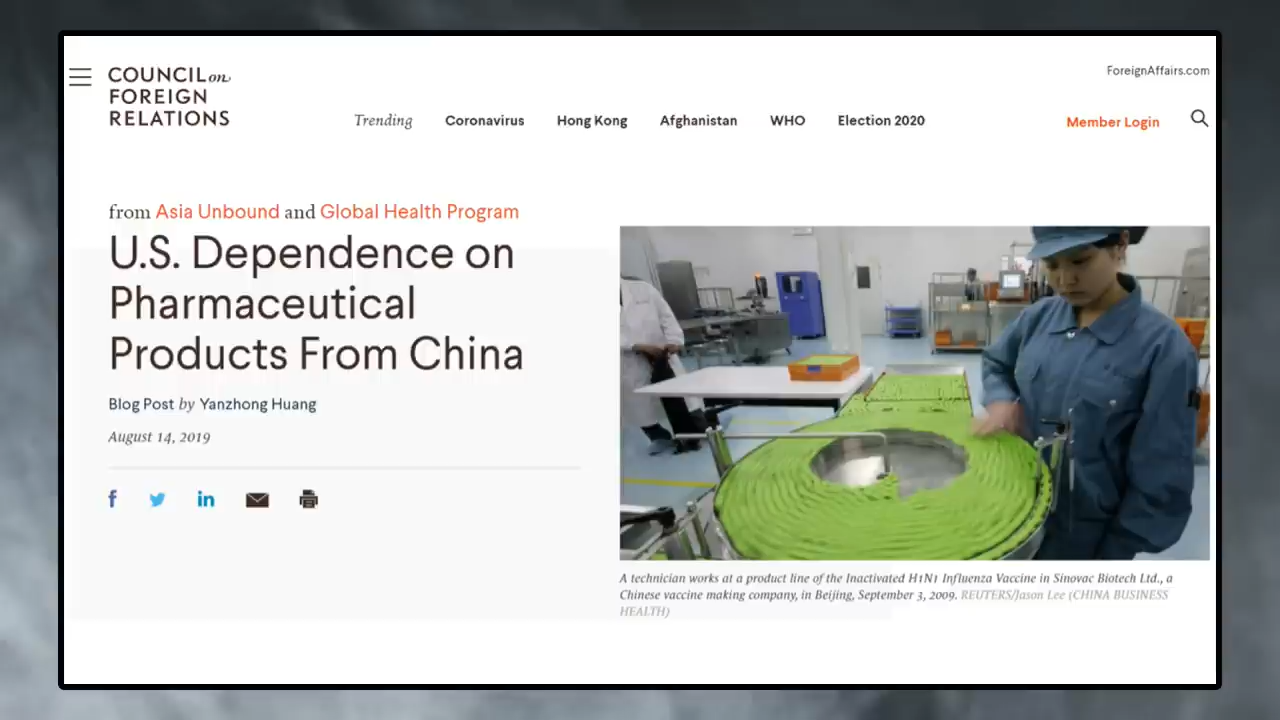 COUNCIL on
FOREIGN
RELATIONS
ForeignAffairs.com
Trending Coronavirus Hong Kong Afghanistan WHO Election 2020
Member Login
from Asia Unbound and Global Health Program
U.S. Dependence on
Pharmaceutical
Products From China
Blog Post by Yanzhong Huang
August 14, 2019
A technician works at a product line of the Inactivated H1N1 Influenza Vaccine in Sinovac Biotech Ltd., a
Chinese vaccine making company, in Beijing, September 3, 2009. REUTERS/Jason Lee (CHINA BUSINESS
HEALTH)